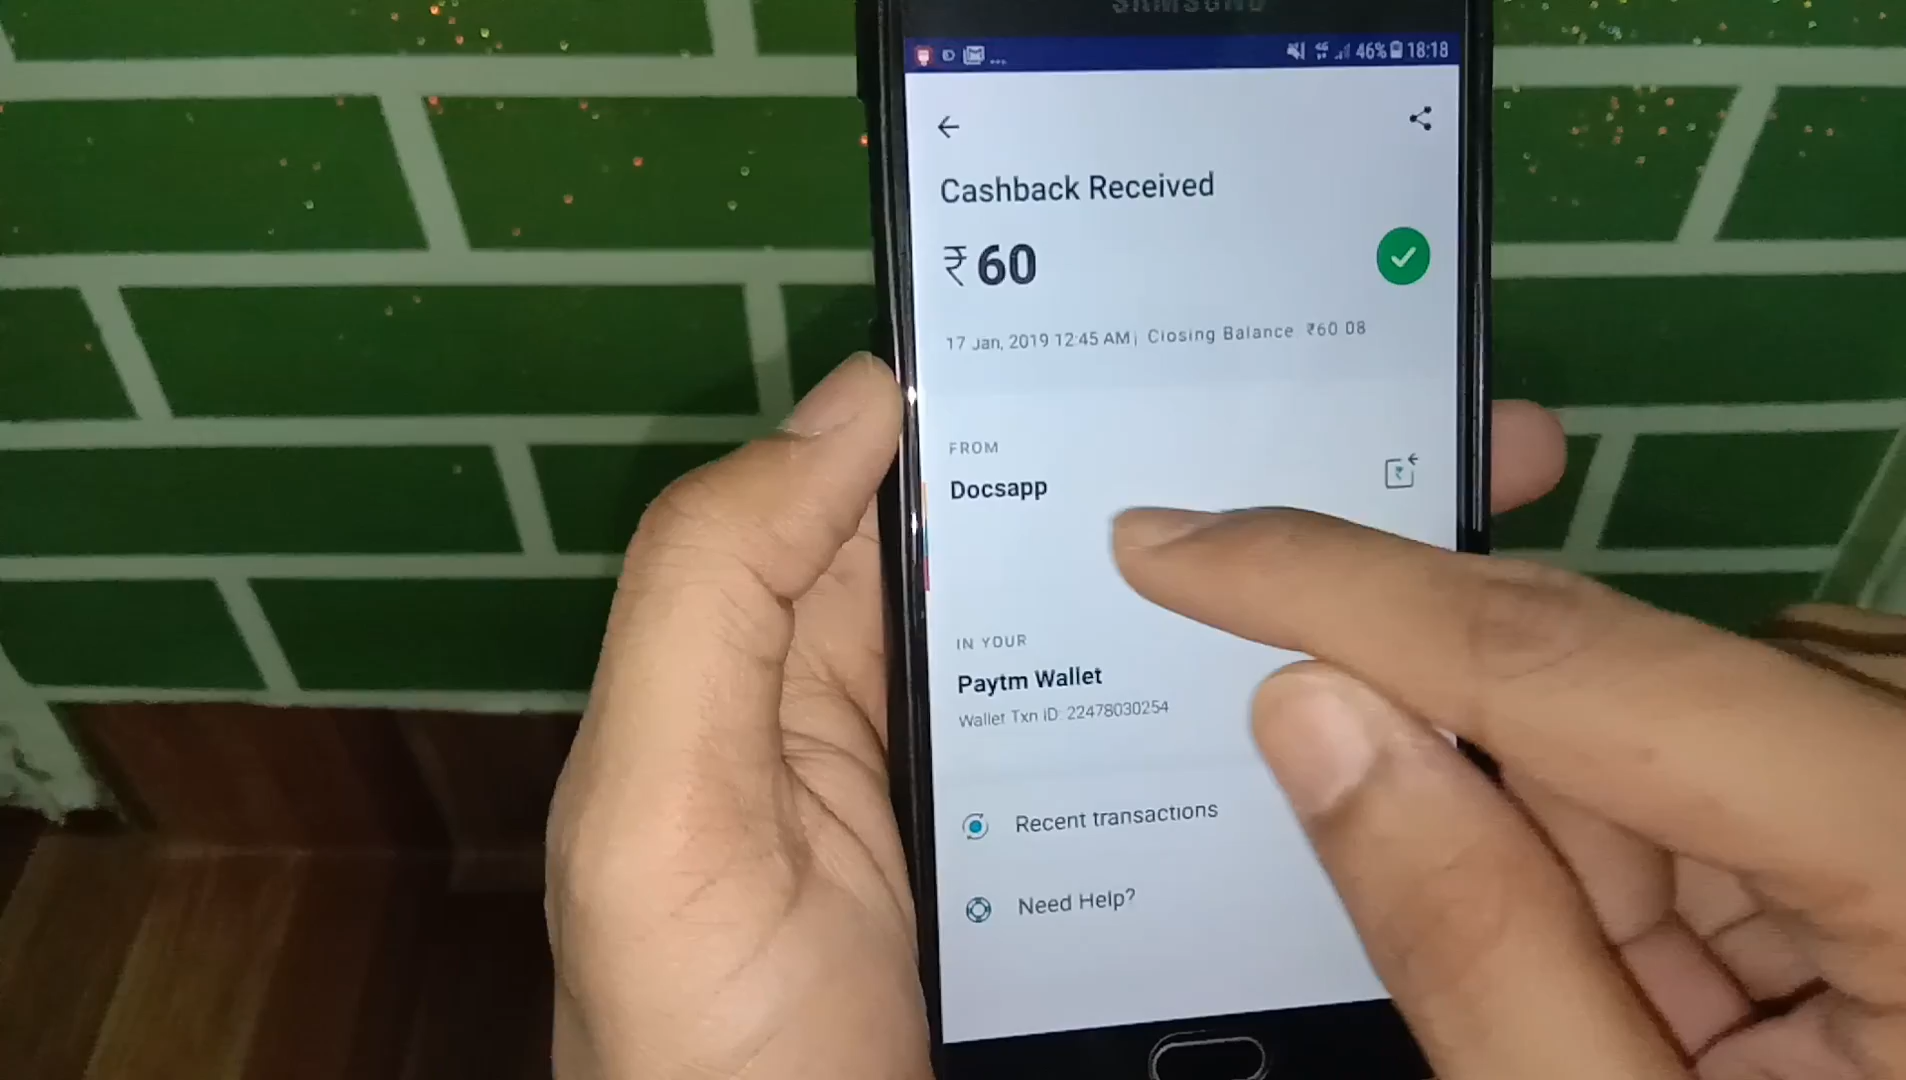 SAMSUNG
46% 18:18
Cashback Received
₹60
17 Jan, 2019 12:45 AM | Closing Balance ₹60.08
FROM
Docsapp
IN YOUR
Paytm Wallet
Wallet Txn ID: 22478030254
Recent transactions
Need Help?